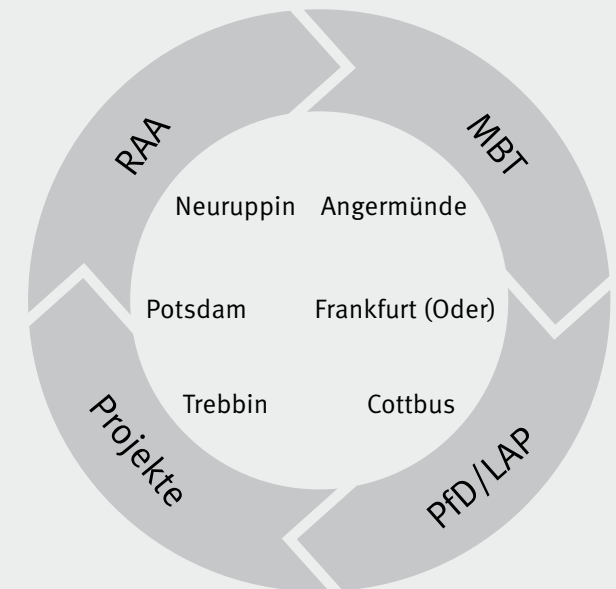 RAA
MBT
Neuruppin Angermünde
Potsdam Frankfurt (Oder)
Trebbin Cottbus
Projekte
PfD/LAP